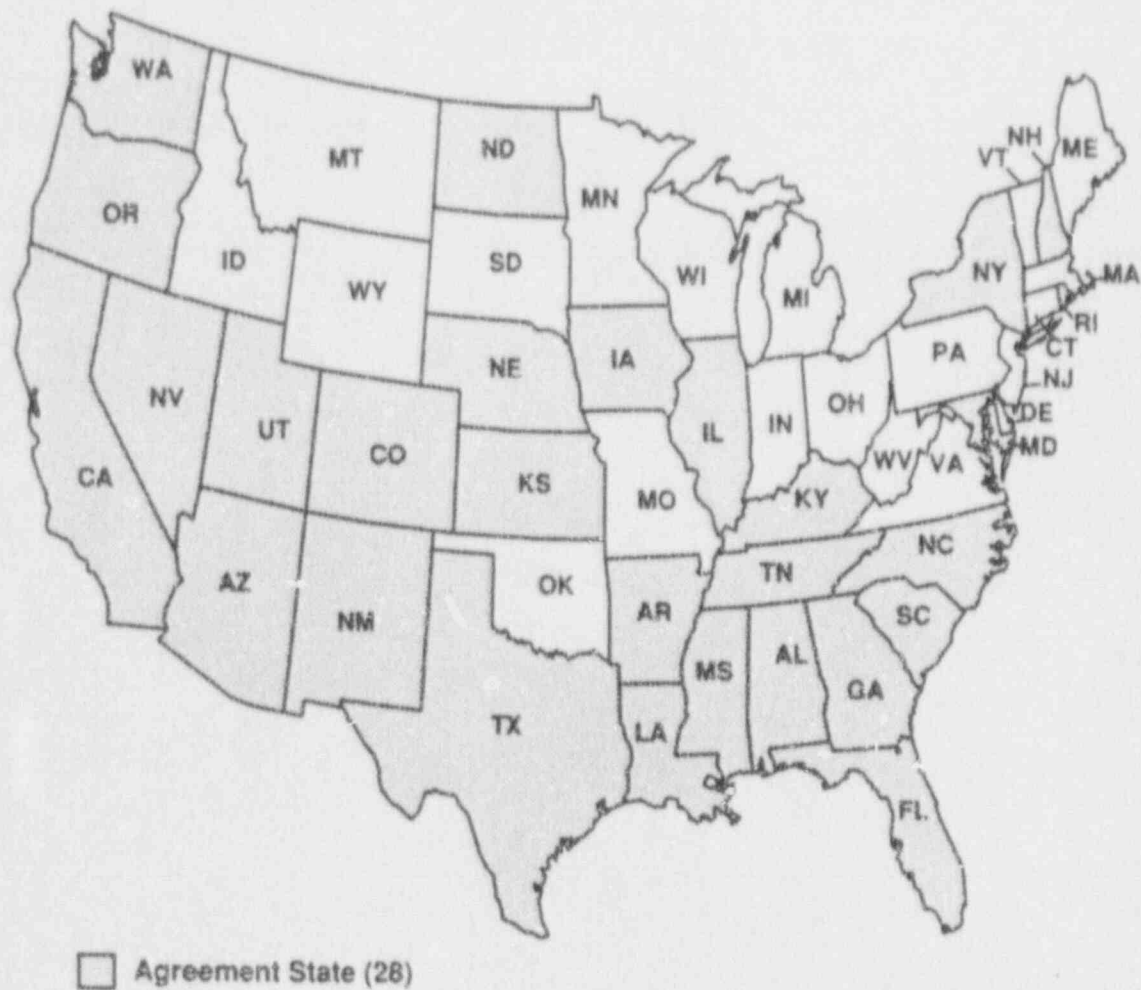 WA
MT
ND
MN
NH
VT
ME
OR
ID
WY
SD
WI
MI
NY
MA
RI
CT
NJ
PA
DE
MD
NV
UT
CO
NE
IA
IL
IN
OH
WV
VA
CA
KS
MO
KY
NC
TN
AZ
NM
OK
AR
SC
MS
AL
GA
TX
LA
FL
Agreement State (28)